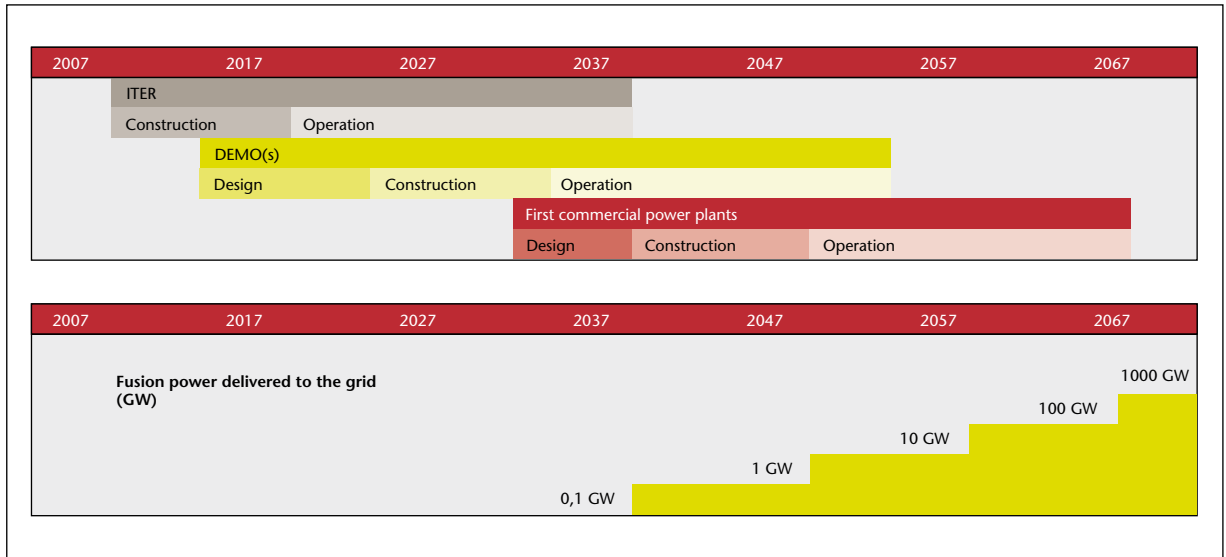 2007 2017 2027 2037 2047 2057 2067
ITER
Construction Operation
DEMO(s)
Design Construction Operation
First commercial power plants
Design Construction Operation
2007 2017 2027 2037 2047 2057 2067
Fusion power delivered to the grid
(GW)
1000 GW
100 GW
10 GW
1 GW
0,1 GW